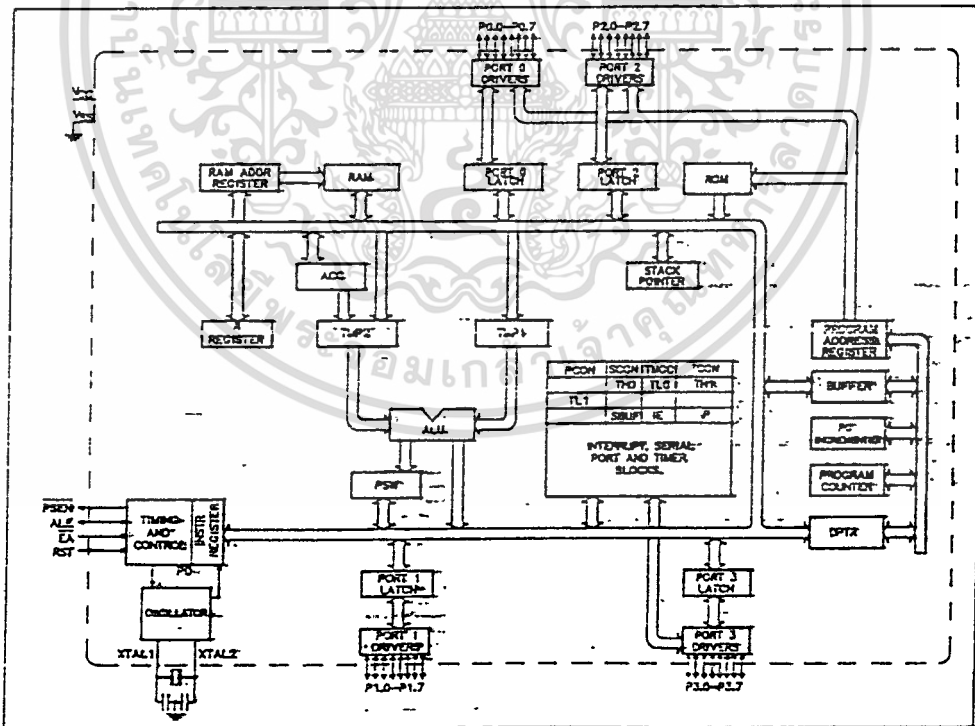 P0.0-P0.7
P2.0-P2.7
PORT 0
DRIVERS
PORT 2
DRIVERS
RAM ADDR
REGISTER
RAM
PORT 0
LATCH
PORT 2
LATCH
ROM
ACC
STACK
POINTER
B
REGISTER
TMP2
TMP1
PROGRAM
ADDRESS
REGISTER
PCON SCON TMOD TCON
TH0 TL0 TH1
TL1
SBUF IE IP
INTERRUPT, SERIAL
PORT AND TIMER
BLOCKS
BUFFER
ALU
PC
INCREMENTER
PSW
PROGRAM
COUNTER
PSEN
ALE
EA
RST
TIMING
AND
CONTROL
INSTR
REGISTER
DPTR
PD
PORT 1
LATCH
PORT 3
LATCH
OSCILLATOR
PORT 1
DRIVERS
PORT 3
DRIVERS
XTAL1
XTAL2
P1.0-P1.7
P3.0-P3.7